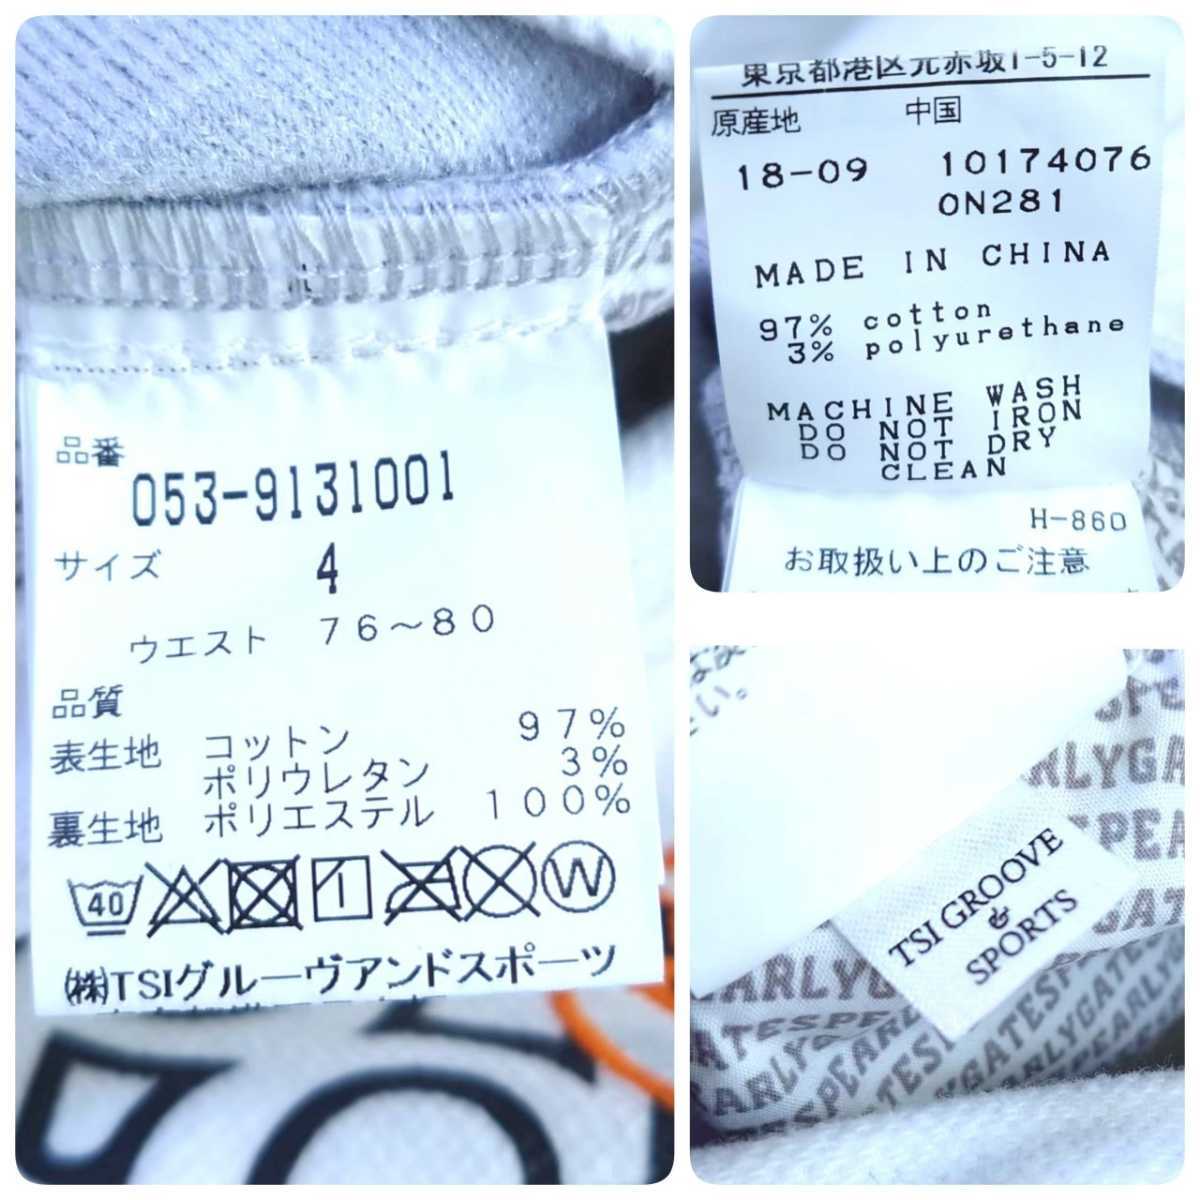 品番
053-9131001
サイズ 4
ウエスト 76～80
品質
表生地 コットン 97%
ポリウレタン 3%
裏生地 ポリエステル 100%
40
W
㈱TSIグルーヴアンドスポーツ
東京都港区元赤坂1-5-12
原産地 中国
18-09 10174076
0N281
MADE IN CHINA
97% cotton
3% polyurethane
MACHINE WASH
DO NOT IRON
DO NOT DRY
CLEAN
H-860
お取扱い上のご注意
TSI GROOVE
&
SPORTS